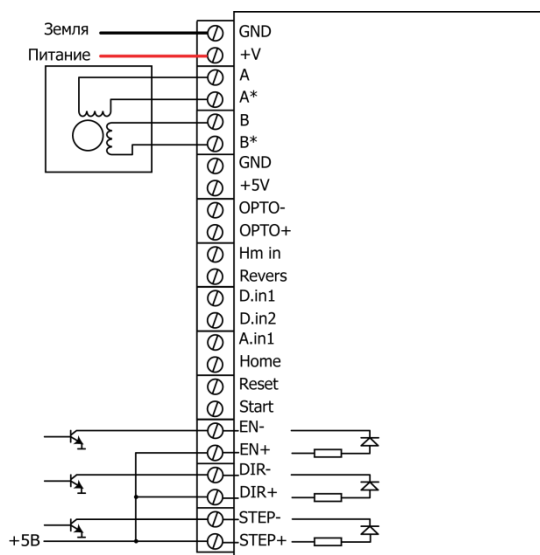 Земля GND
Питание +V
A
A*
B
B*
GND
+5V
OPTO-
OPTO+
Hm in
Revers
D.in1
D.in2
A.in1
Home
Reset
Start
EN-
EN+
DIR-
DIR+
STEP-
+5В STEP+